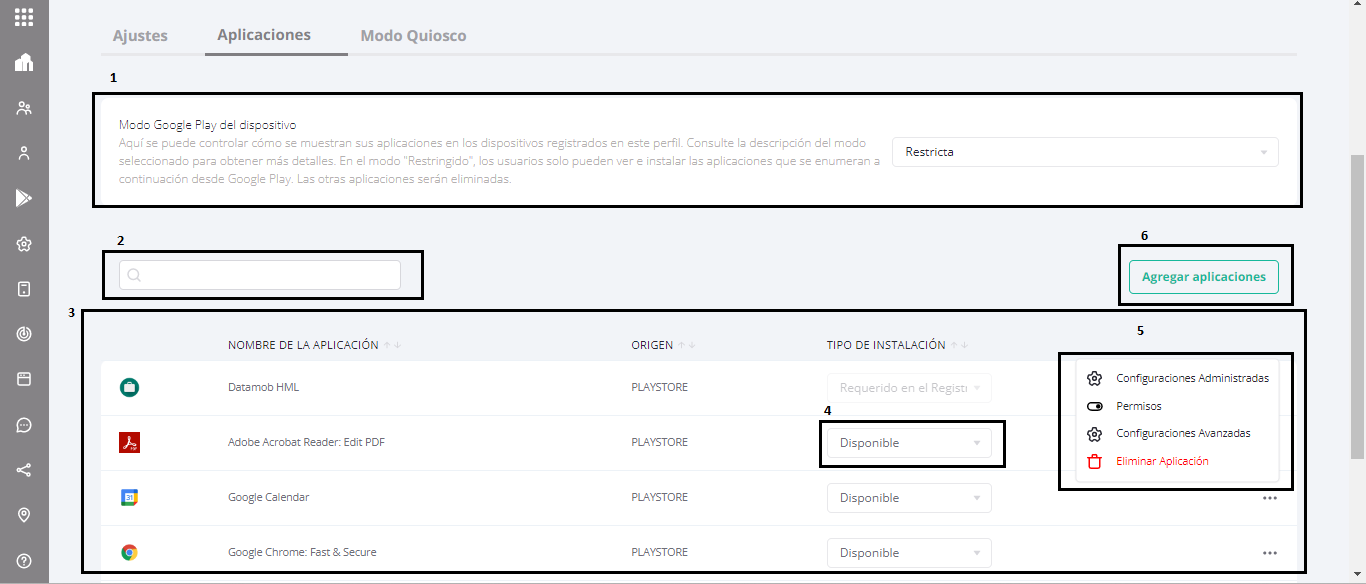 Ajustes Aplicaciones Modo Quiosco
1
Modo Google Play del dispositivo
Aquí se puede controlar cómo se muestran sus aplicaciones en los dispositivos registrados en este perfil. Consulte la descripción del modo
seleccionado para obtener más detalles. En el modo "Restringido", los usuarios solo pueden ver e instalar las aplicaciones que se enumeran a
continuación desde Google Play. Las otras aplicaciones serán eliminadas.
Restricta
2
6
Agregar aplicaciones
3
NOMBRE DE LA APLICACIÓN ORIGEN TIPO DE INSTALACIÓN
5
Datamob HML PLAYSTORE Requerido en el Registr
4
Adobe Acrobat Reader: Edit PDF PLAYSTORE Disponible
Configuraciones Administradas
Permisos
Configuraciones Avanzadas
Eliminar Aplicación
31 Google Calendar PLAYSTORE Disponible
Google Chrome: Fast & Secure PLAYSTORE Disponible